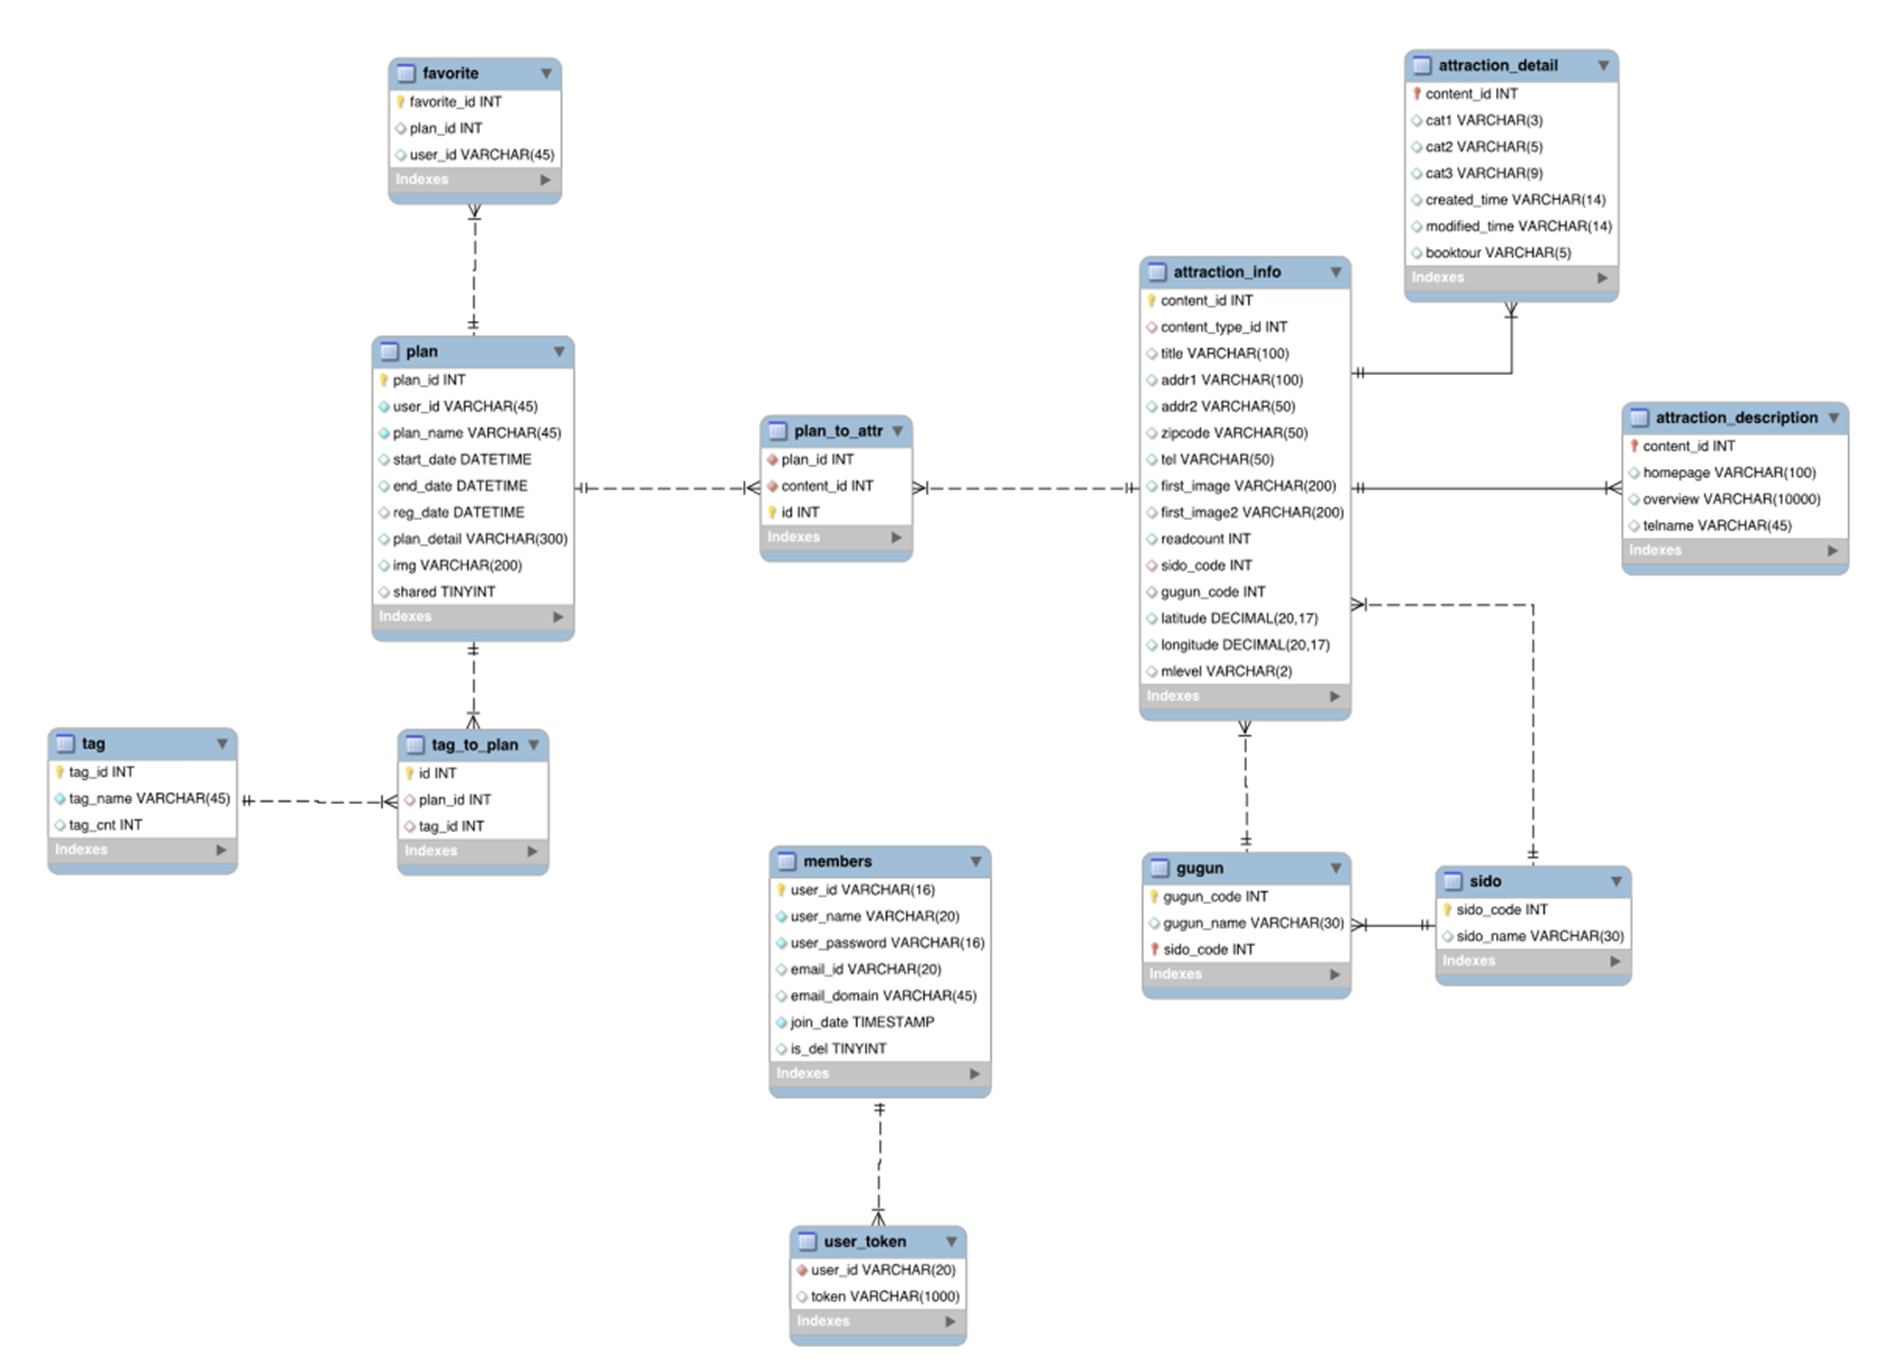 favorite
favorite_id INT
plan_id INT
user_id VARCHAR(45)
Indexes
plan
plan_id INT
user_id VARCHAR(45)
plan_name VARCHAR(45)
start_date DATETIME
end_date DATETIME
reg_date DATETIME
plan_detail VARCHAR(300)
img VARCHAR(200)
shared TINYINT
Indexes
tag
tag_id INT
tag_name VARCHAR(45)
tag_cnt INT
Indexes
tag_to_plan
id INT
plan_id INT
tag_id INT
Indexes
plan_to_attr
plan_id INT
content_id INT
id INT
Indexes
members
user_id VARCHAR(16)
user_name VARCHAR(20)
user_password VARCHAR(16)
email_id VARCHAR(20)
email_domain VARCHAR(45)
join_date TIMESTAMP
is_del TINYINT
Indexes
user_token
user_id VARCHAR(20)
token VARCHAR(1000)
Indexes
attraction_info
content_id INT
content_type_id INT
title VARCHAR(100)
addr1 VARCHAR(100)
addr2 VARCHAR(50)
zipcode VARCHAR(50)
tel VARCHAR(50)
first_image VARCHAR(200)
first_image2 VARCHAR(200)
readcount INT
sido_code INT
gugun_code INT
latitude DECIMAL(20,17)
longitude DECIMAL(20,17)
mlevel VARCHAR(2)
Indexes
attraction_detail
content_id INT
cat1 VARCHAR(3)
cat2 VARCHAR(5)
cat3 VARCHAR(9)
created_time VARCHAR(14)
modified_time VARCHAR(14)
booktour VARCHAR(5)
Indexes
attraction_description
content_id INT
homepage VARCHAR(100)
overview VARCHAR(10000)
telname VARCHAR(45)
Indexes
gugun
gugun_code INT
gugun_name VARCHAR(30)
sido_code INT
Indexes
sido
sido_code INT
sido_name VARCHAR(30)
Indexes